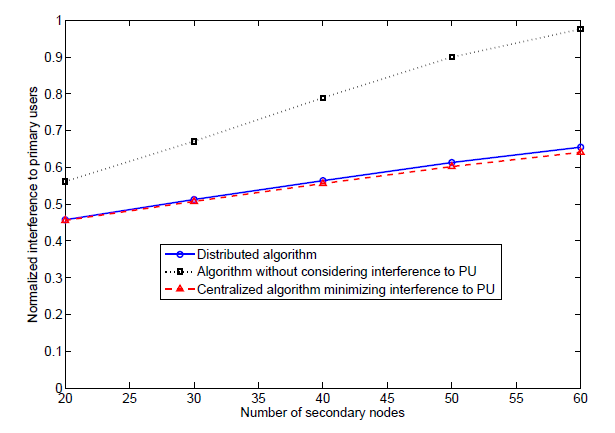 1
0.9
0.8
0.7
0.6
0.5
0.4
0.3
0.2
0.1
0
Normalized interference to primary users
Distributed algorithm
Algorithm without considering interference to PU
Centralized algorithm minimizing interference to PU
20 25 30 35 40 45 50 55 60
Number of secondary nodes